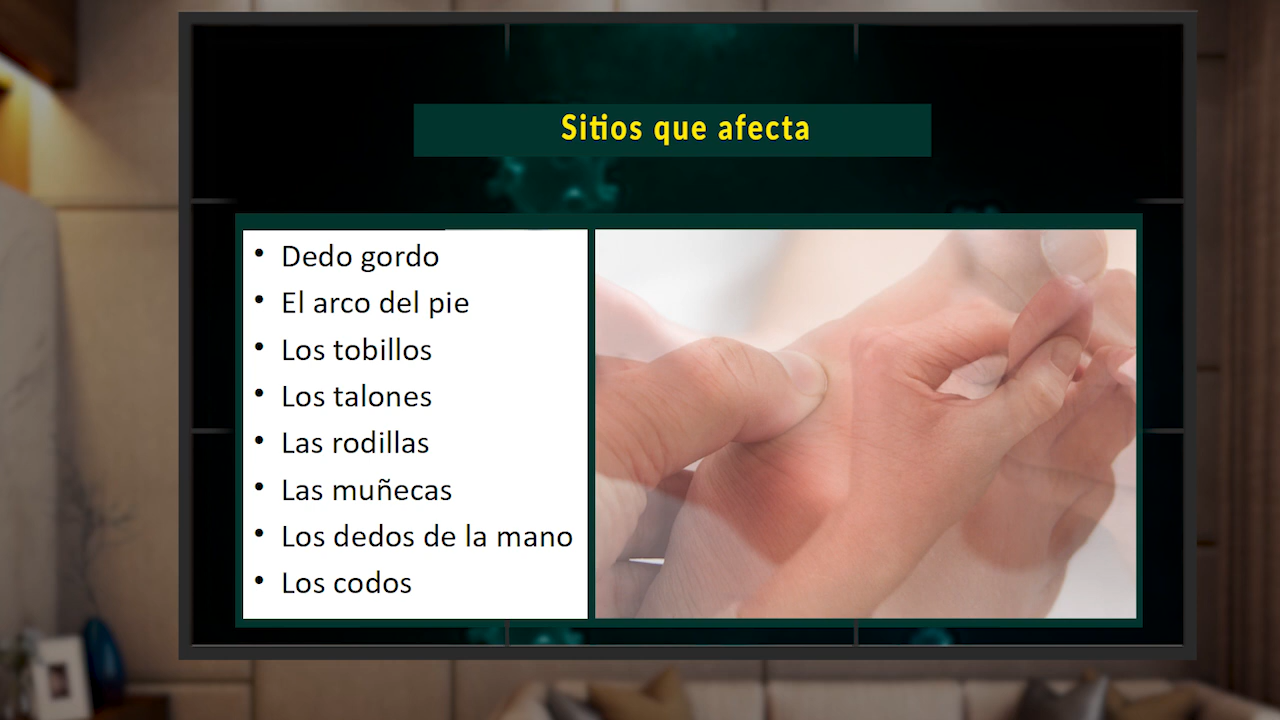 Sitios que afecta
• Dedo gordo
• El arco del pie
• Los tobillos
• Los talones
• Las rodillas
• Las muñecas
• Los dedos de la mano
• Los codos